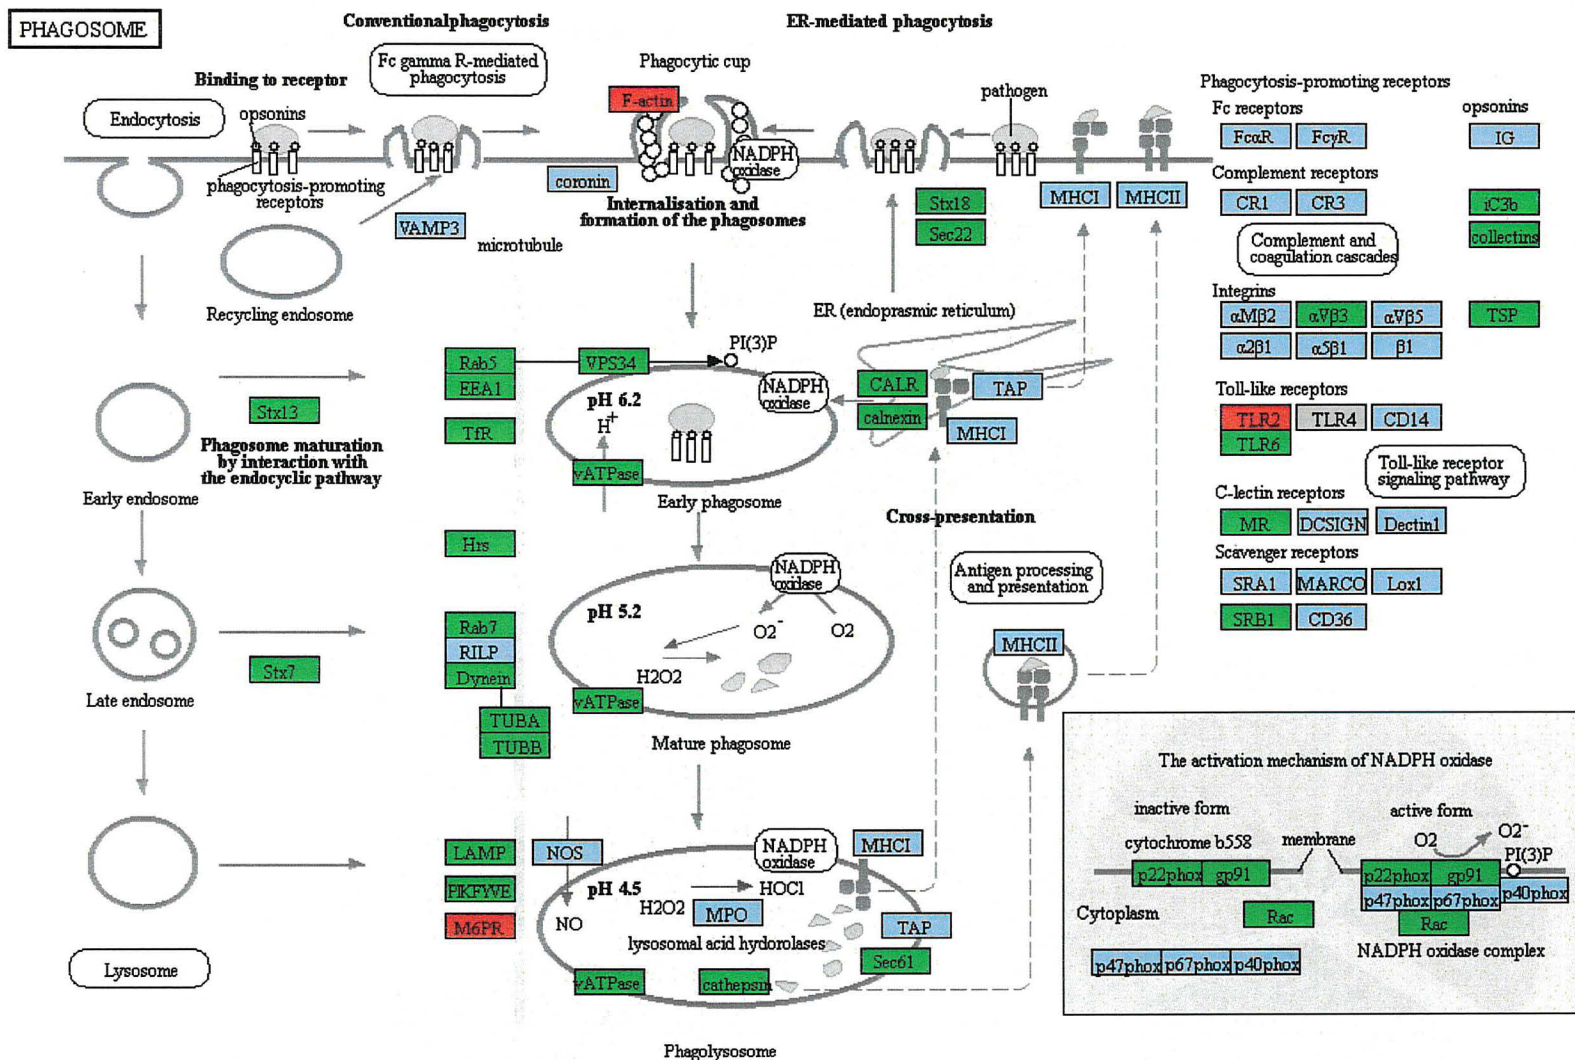 PHAGOSOME
Conventionalphagocytosis
ER-mediated phagocytosis
Fc gamma R-mediated
phagocytosis
Phagocytic cup
Binding to receptor
Endocytosis
opsonins
F-actin
pathogen
NADPH
oxidase
phagocytosis-promoting
receptors
coronin
VAMP3
microtubule
Internalisation and
formation of the phagosomes
Stx18
Sec22
MHCI
MHCII
Recycling endosome
ER (endoprasmic reticulum)
Phagocytosis-promoting receptors
Fc receptors
opsonins
FcαR
FcγR
IG
Complement receptors
CR1
CR3
iC3b
collectins
Complement and
coagulation cascades
Integrins
αMβ2
αVβ3
αVβ5
TSP
α2β1
α5β1
β1
Toll-like receptors
TLR2
TLR4
CD14
TLR6
Toll-like receptor
signaling pathway
C-lectin receptors
MR
DCSIGN
Dectin1
Scavenger receptors
SRA1
MARCO
Lox1
SRB1
CD36
Rab5
EEA1
VPS34
PI(3)P
NADPH
oxidase
Stx13
TfR
pH 6.2
H+
vATPase
CALR
calnexin
TAP
MHCI
Phagosome maturation
by interaction with
the endocyclic pathway
Early endosome
Early phagosome
Cross-presentation
Hrs
NADPH
oxidase
Antigen processing
and presentation
pH 5.2
O2-
O2
H2O2
Rab7
RILP
Dynein
Stx7
vATPase
MHCII
TUBA
TUBB
Late endosome
Mature phagosome
LAMP
NOS
NADPH
oxidase
MHCI
PIKFYVE
pH 4.5
HOCl
H2O2
MPO
M6PR
NO
TAP
lysosomal acid hydorolases
Sec61
vATPase
cathepsin
Lysosome
Phagolysosome
The activation mechanism of NADPH oxidase
inactive form
active form
cytochrome b558
membrane
O2
O2-
PI(3)P
p22phox
gp91
p22phox
gp91
p47phox
p67phox
p40phox
Cytoplasm
Rac
Rac
NADPH oxidase complex
p47phox
p67phox
p40phox